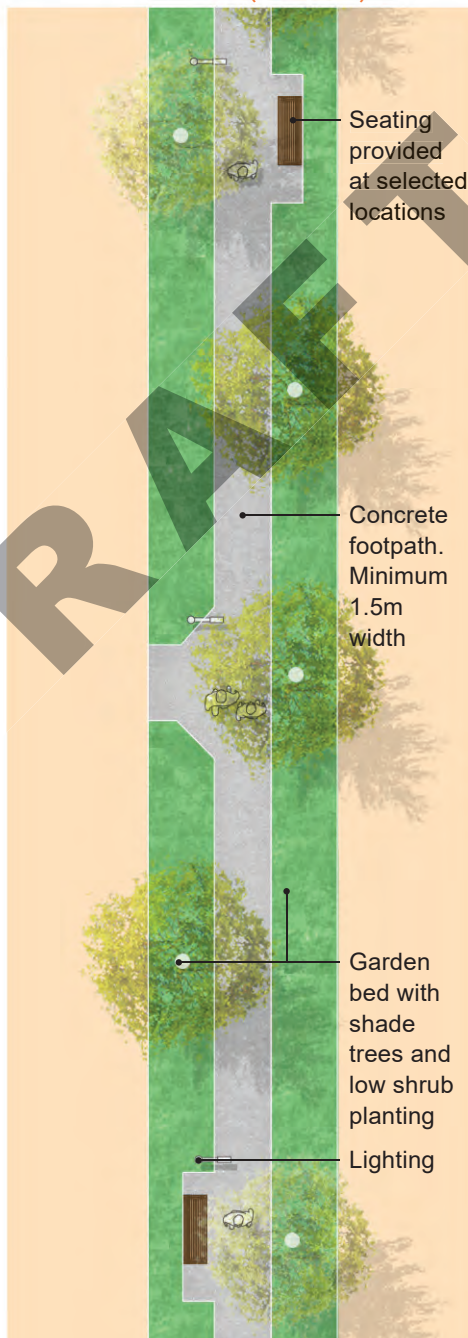 Seating
provided
at selected
locations
Concrete
footpath.
Minimum
1.5m
width
Garden
bed with
shade
trees and
low shrub
planting
Lighting
R A F T